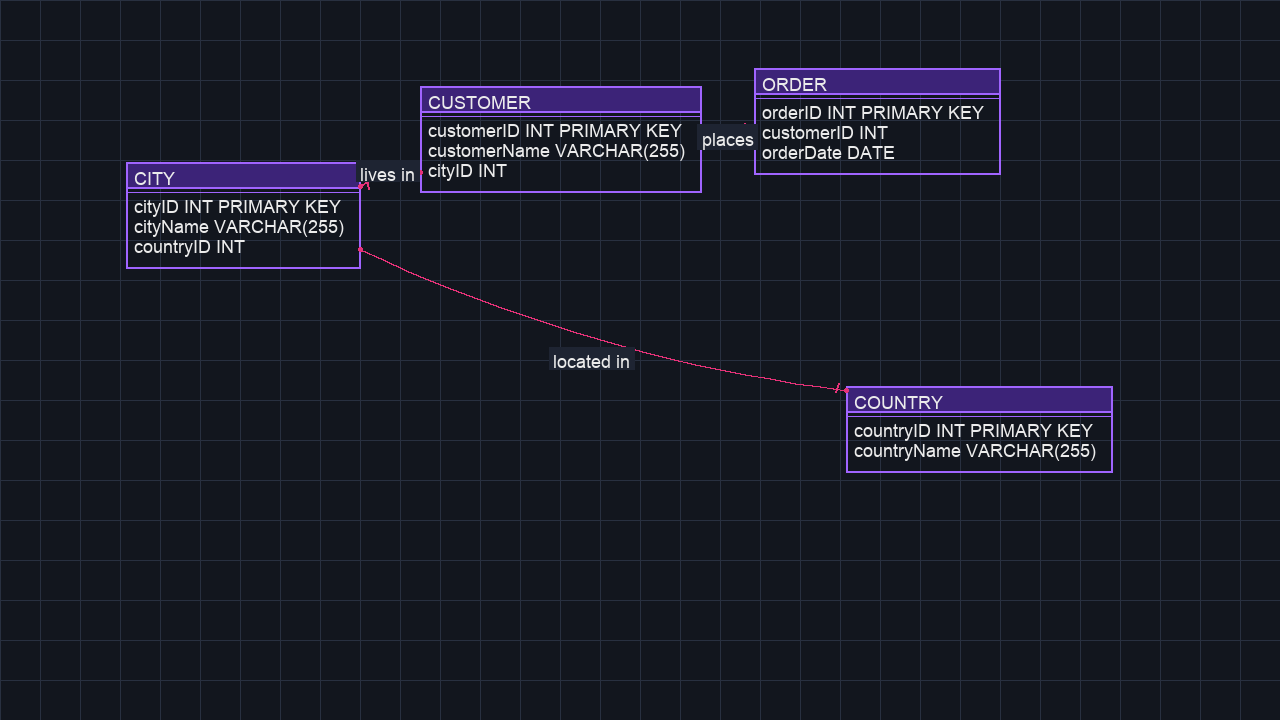 ORDER
orderID INT PRIMARY KEY
customerID INT
orderDate DATE
places
CUSTOMER
customerID INT PRIMARY KEY
customerName VARCHAR(255)
cityID INT
lives in
CITY
cityID INT PRIMARY KEY
cityName VARCHAR(255)
countryID INT
located in
COUNTRY
countryID INT PRIMARY KEY
countryName VARCHAR(255)